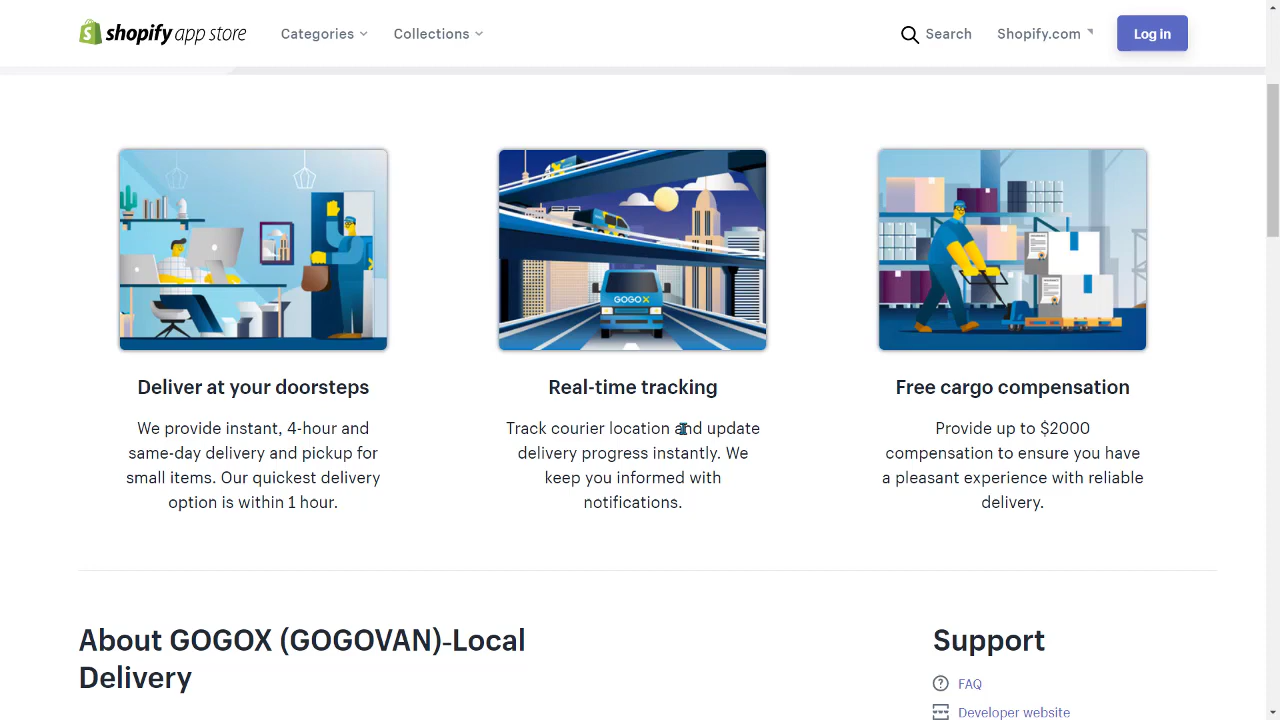 shopify app store
Categories
Collections
Search
Shopify.com
Log in
GOGOX
Deliver at your doorsteps
We provide instant, 4-hour and
same-day delivery and pickup for
small items. Our quickest delivery
option is within 1 hour.
Real-time tracking
Track courier location and update
delivery progress instantly. We
keep you informed with
notifications.
Free cargo compensation
Provide up to $2000
compensation to ensure you have
a pleasant experience with reliable
delivery.
About GOGOX (GOGOVAN)-Local
Delivery
Support
FAQ
Developer website